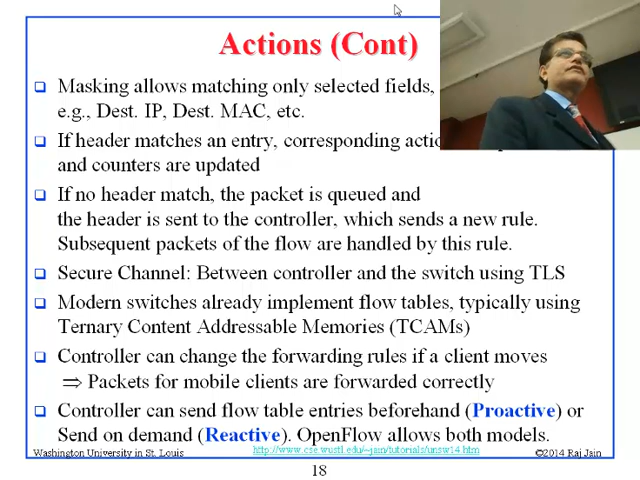 Actions (Cont)
❑ Masking allows matching only selected fields,
e.g., Dest. IP, Dest. MAC, etc.
❑ If header matches an entry, corresponding
and counters are updated
❑ If no header match, the packet is queued and
the header is sent to the controller, which sends a new rule.
Subsequent packets of the flow are handled by this rule.
❑ Secure Channel: Between controller and the switch using TLS
❑ Modern switches already implement flow tables, typically using
Ternary Content Addressable Memories (TCAMs)
❑ Controller can change the forwarding rules if a client moves
⇒ Packets for mobile clients are forwarded correctly
❑ Controller can send flow table entries beforehand (Proactive) or
Send on demand (Reactive). OpenFlow allows both models.
Washington University in St. Louis
http://www.cse.wustl.edu/~jain/tutorials/unsw14.htm
©2014 Raj Jain
18